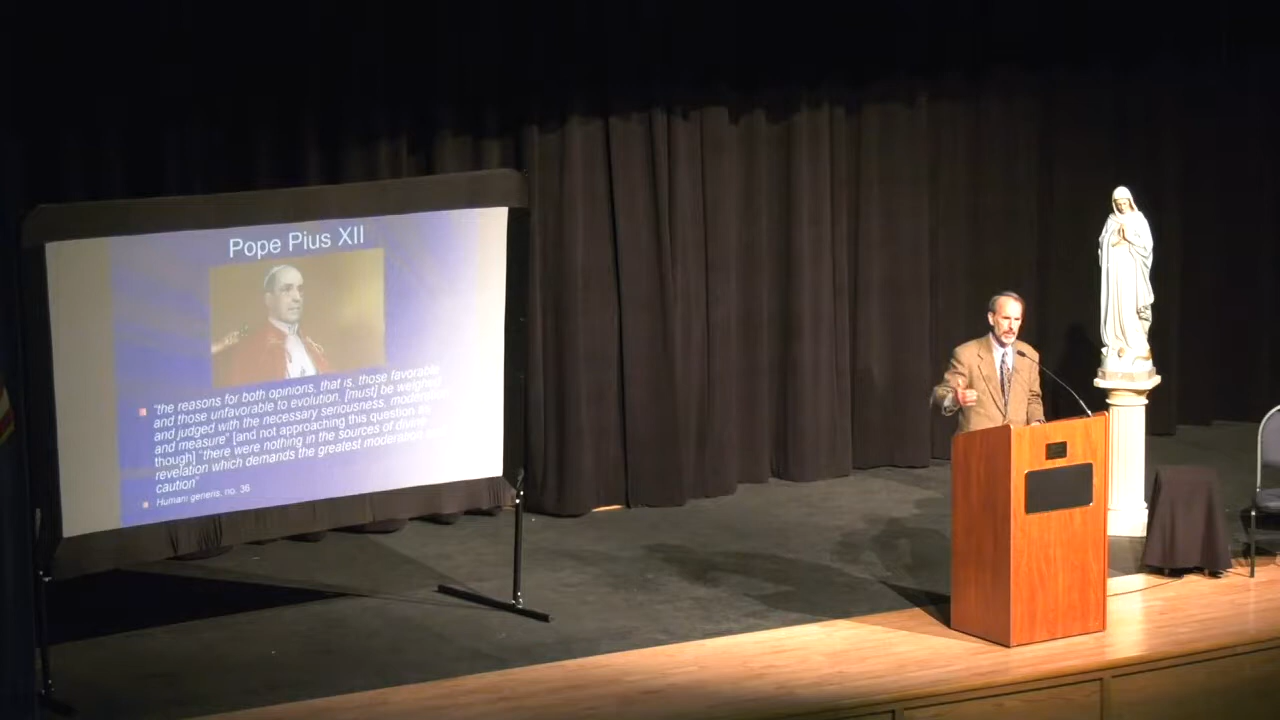 Pope Pius XII
"the reasons for both opinions, that is, those favorable
and those unfavorable to evolution, [must] be weighed
and judged with the necessary seriousness, moderation
and measure" [and not approaching this question as
though] "there were nothing in the sources of divine
revelation which demands the greatest moderation and
caution"
Humani generis, no. 36